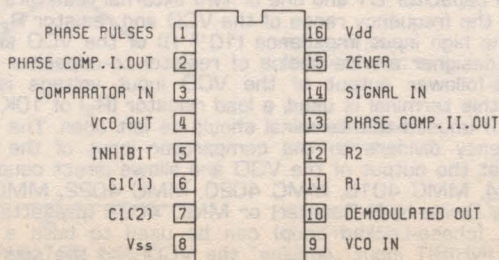 PHASE PULSES 1 16 Vdd
PHASE COMP.II.OUT 2 15 ZENER
COMPARATOR IN 3 14 SIGNAL IN
VCO OUT 4 13 PHASE COMP.II.OUT
INHIBIT 5 12 R2
C1(1) 6 11 R1
C1(2) 7 10 DEMODULATED OUT
Vss 8 9 VCO IN